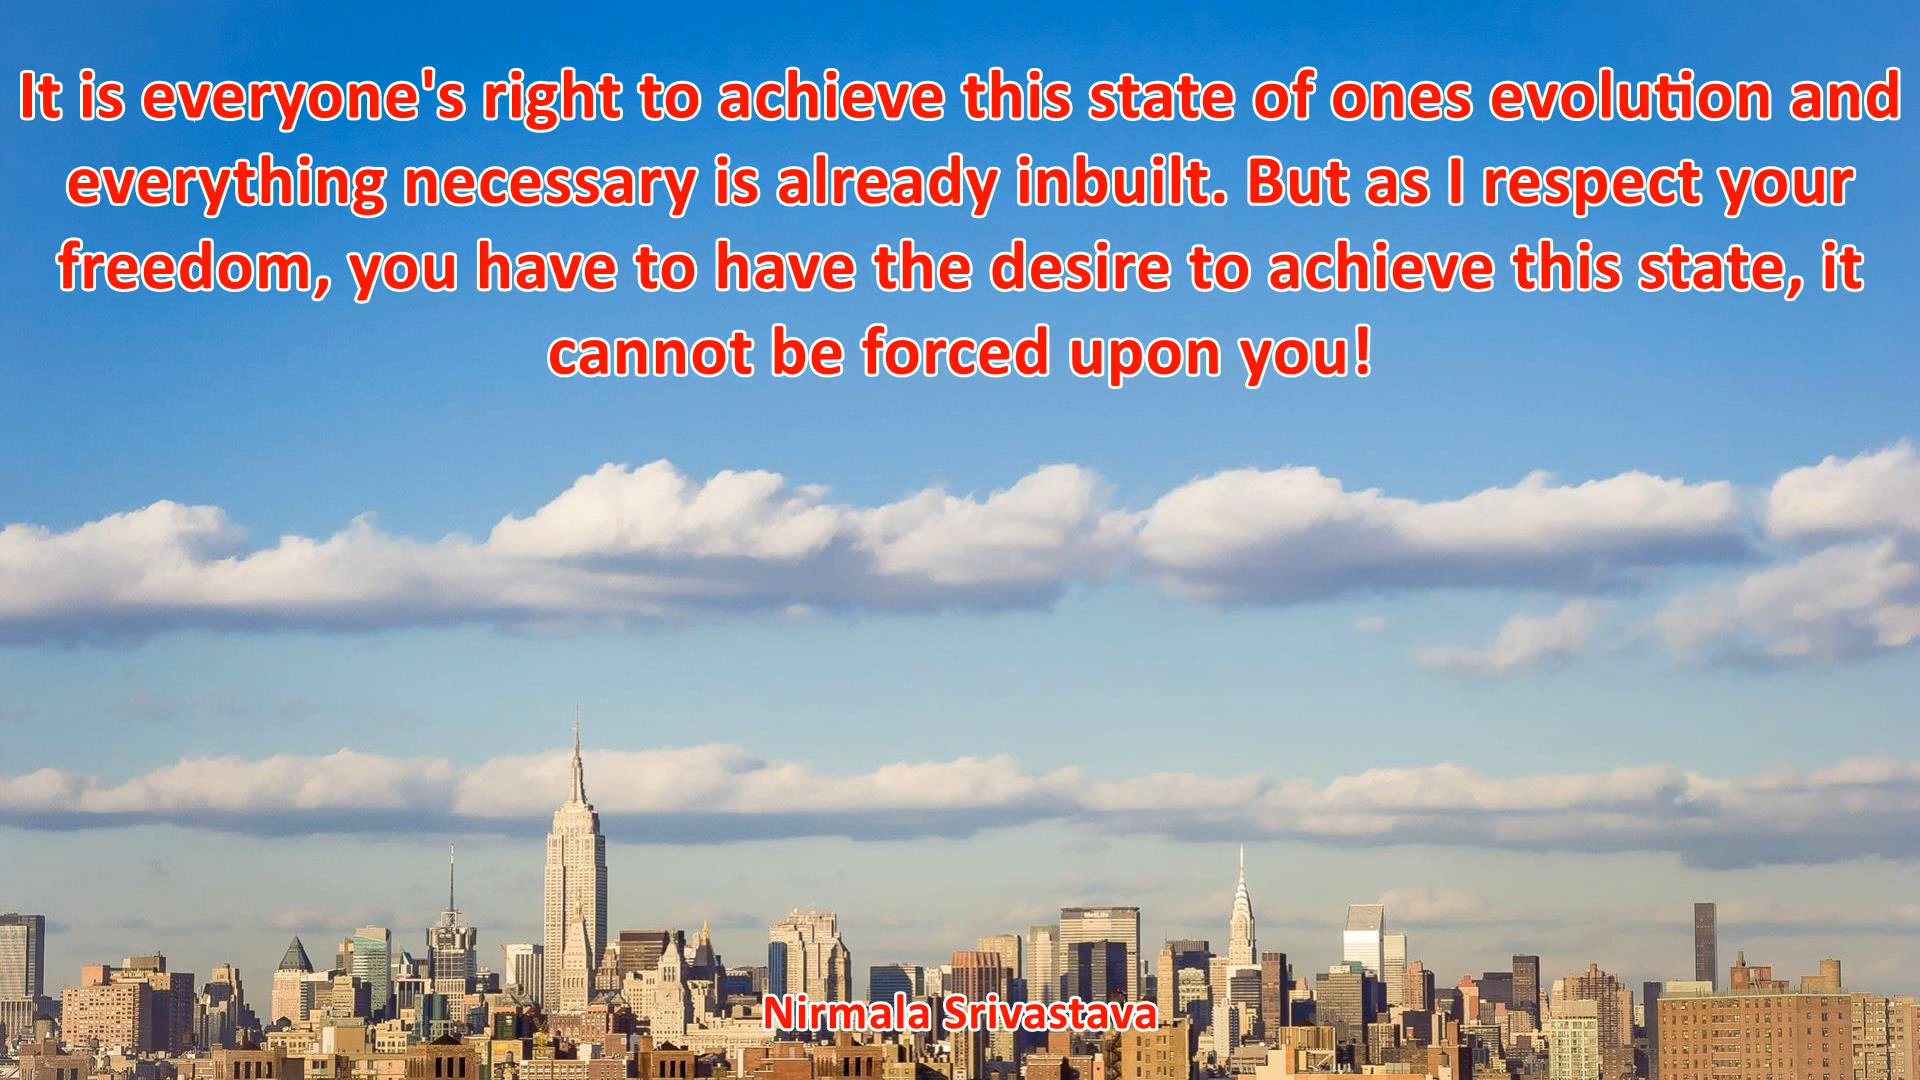 It is everyone's right to achieve this state of ones evolution and
everything necessary is already inbuilt. But as I respect your
freedom, you have to have the desire to achieve this state, it
cannot be forced upon you!
MetLife
Nirmala Srivastava